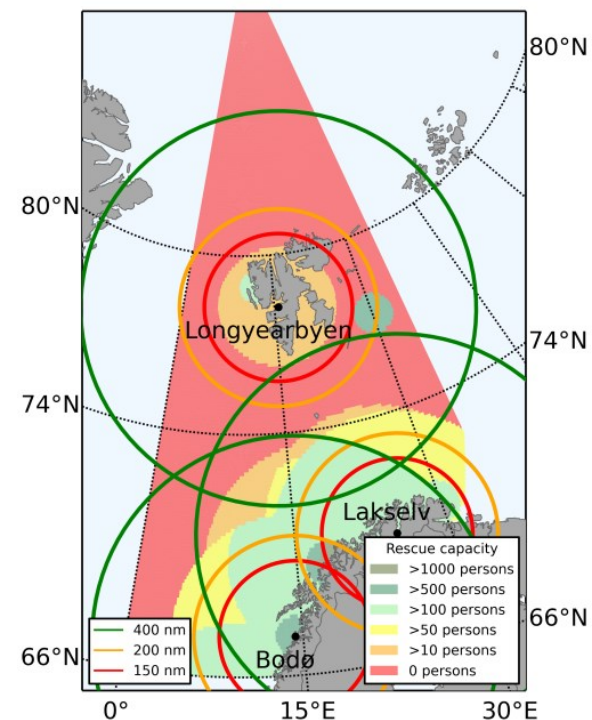 80°N
80°N
Longyearbyen
74°N
74°N
Lakselv
Rescue capacity
>1000 persons
>500 persons
>100 persons
>50 persons
>10 persons
0 persons
66°N
400 nm
200 nm
150 nm
Bodø
66°N
0°
15°E
30°E